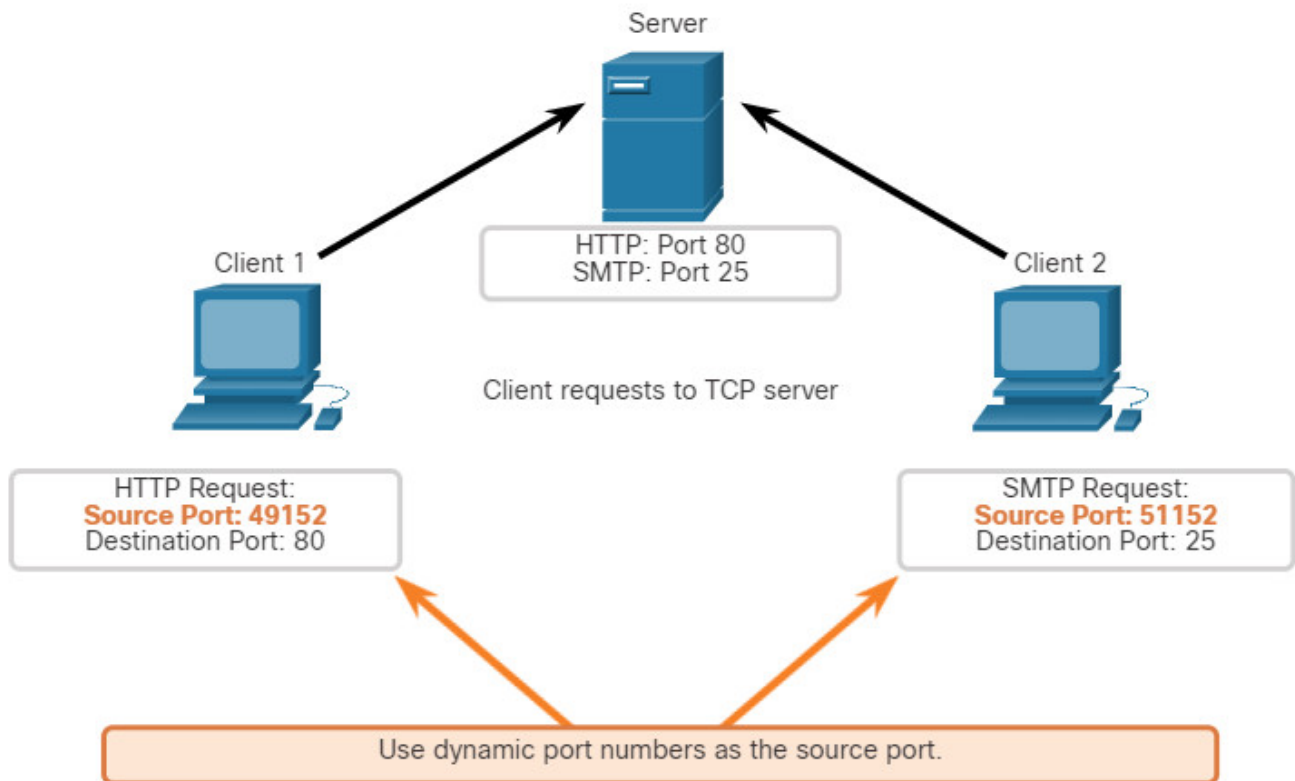 Server
HTTP: Port 80
SMTP: Port 25
Client 1
Client 2
Client requests to TCP server
HTTP Request:
Source Port: 49152
Destination Port: 80
SMTP Request:
Source Port: 51152
Destination Port: 25
Use dynamic port numbers as the source port.